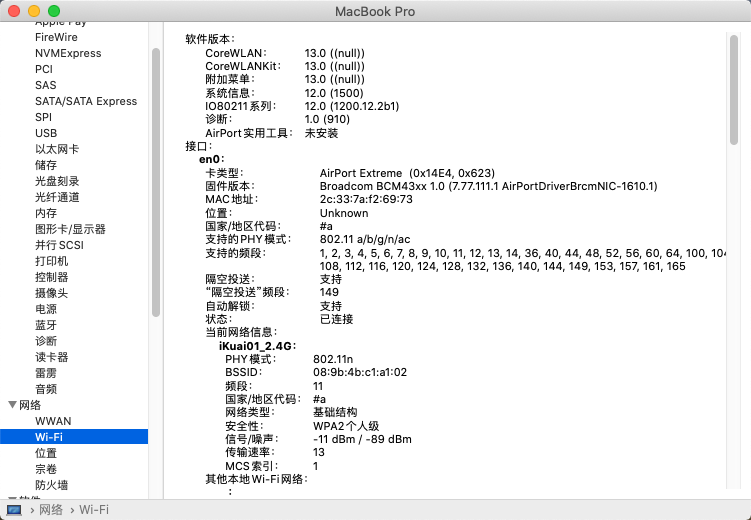 MacBook Pro
Apple Pay
FireWire
NVMExpress
PCI
SAS
SATA/SATA Express
SPI
USB
以太网卡
储存
光盘刻录
光纤通道
内存
图形卡/显示器
并行 SCSI
打印机
控制器
摄像头
电源
蓝牙
诊断
读卡器
雷雳
音频
网络
WWAN
Wi-Fi
位置
宗卷
防火墙
软件
软件版本：
CoreWLAN： 13.0 ((null))
CoreWLANKit： 13.0 ((null))
附加菜单： 13.0 ((null))
系统信息： 12.0 (1500)
IO80211 系列： 12.0 (1200.12.2b1)
诊断： 1.0 (910)
AirPort 实用工具： 未安装
接口：
en0：
卡类型： AirPort Extreme (0x14E4, 0x623)
固件版本： Broadcom BCM43xx 1.0 (7.77.111.1 AirPortDriverBrcmNIC-1610.1)
MAC 地址： 2c:33:7a:f2:69:73
位置： Unknown
国家/地区代码： #a
支持的 PHY 模式： 802.11 a/b/g/n/ac
支持的频段： 1, 2, 3, 4, 5, 6, 7, 8, 9, 10, 11, 12, 13, 14, 36, 40, 44, 48, 52, 56, 60, 64, 100, 104
108, 112, 116, 120, 124, 128, 132, 136, 140, 144, 149, 153, 157, 161, 165
隔空投送： 支持
“隔空投送”频段： 149
自动解锁： 支持
状态： 已连接
当前网络信息：
iKuai01_2.4G：
PHY 模式： 802.11n
BSSID： 08:9b:4b:c1:a1:02
频段： 11
国家/地区代码： #a
网络类型： 基础结构
安全性： WPA2 个人级
信号/噪声： -11 dBm / -89 dBm
传输速率： 13
MCS 索引： 1
其他本地 Wi-Fi 网络：
：
网络 › Wi-Fi